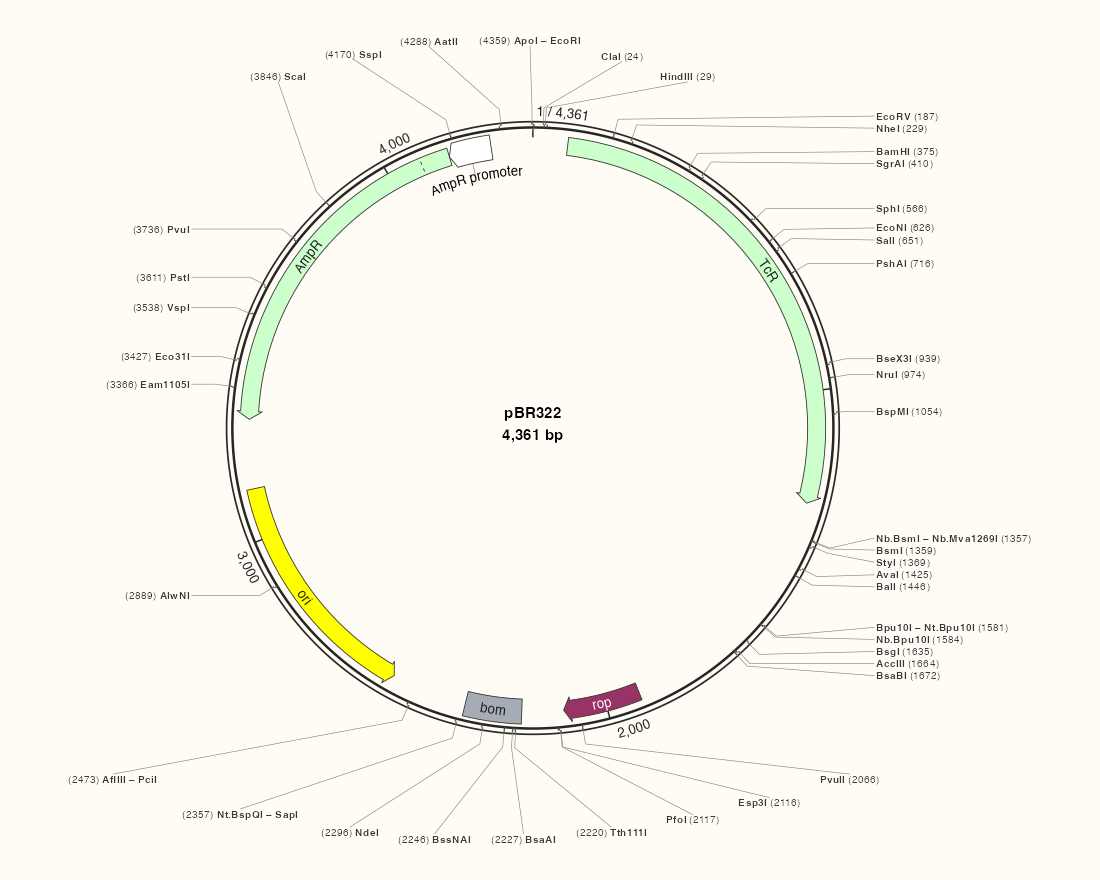 (4288) AatII
(4359) ApoI – EcoRI
(4170) SspI
ClaI (24)
(3846) ScaI
HindIII (29)
1 / 4,361
EcoRV (187)
NheI (229)
4,000
BamHI (375)
SgrAI (410)
AmpR promoter
SphI (566)
(3736) PvuI
EcoNI (626)
SalI (651)
AmpR
TcR
PshAI (716)
(3611) PstI
(3538) VspI
(3427) Eco31I
BseX3I (939)
NruI (974)
(3366) Eam1105I
pBR322
BspMI (1054)
4,361 bp
Nb.BsmI – Nb.Mva1269I (1357)
BsmI (1359)
StyI (1369)
3,000
AvaI (1425)
BalI (1446)
(2889) AlwNI
ori
Bpu10I – Nt.Bpu10I (1581)
Nb.Bpu10I (1584)
BsgI (1635)
AccIII (1664)
BsaBI (1672)
bom
rop
2,000
(2473) AflIII – PciI
PvuII (2066)
Esp3I (2116)
(2357) Nt.BspQI – SapI
PfoI (2117)
(2296) NdeI
(2246) BssNAI
(2227) BsaAI
(2220) Tth111I